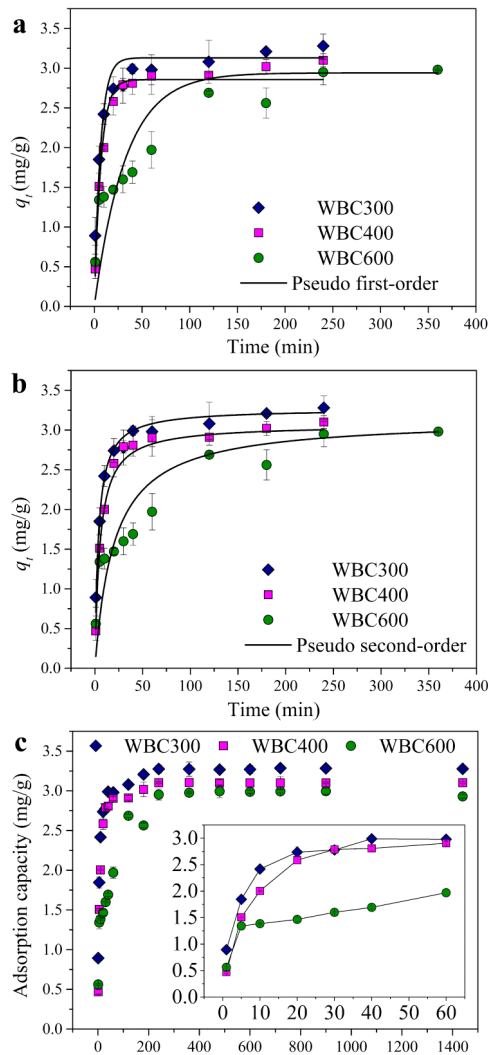 a
3.5
3.0
2.5
2.0
1.5
1.0
0.5
0.0
qt (mg/g)
WBC300
WBC400
WBC600
Pseudo first-order
0 50 100 150 200 250 300 350 400
Time (min)
b
3.5
3.0
2.5
2.0
1.5
1.0
0.5
0.0
qt (mg/g)
WBC300
WBC400
WBC600
Pseudo second-order
0 50 100 150 200 250 300 350 400
Time (min)
c
WBC300 WBC400 WBC600
3.5
3.0
2.5
2.0
1.5
1.0
0.5
0.0
Adsorption capacity (mg/g)
3.0
2.5
2.0
1.5
1.0
0.5
0.0
0 10 20 30 40 50 60
0 200 400 600 800 1000 1200 1400